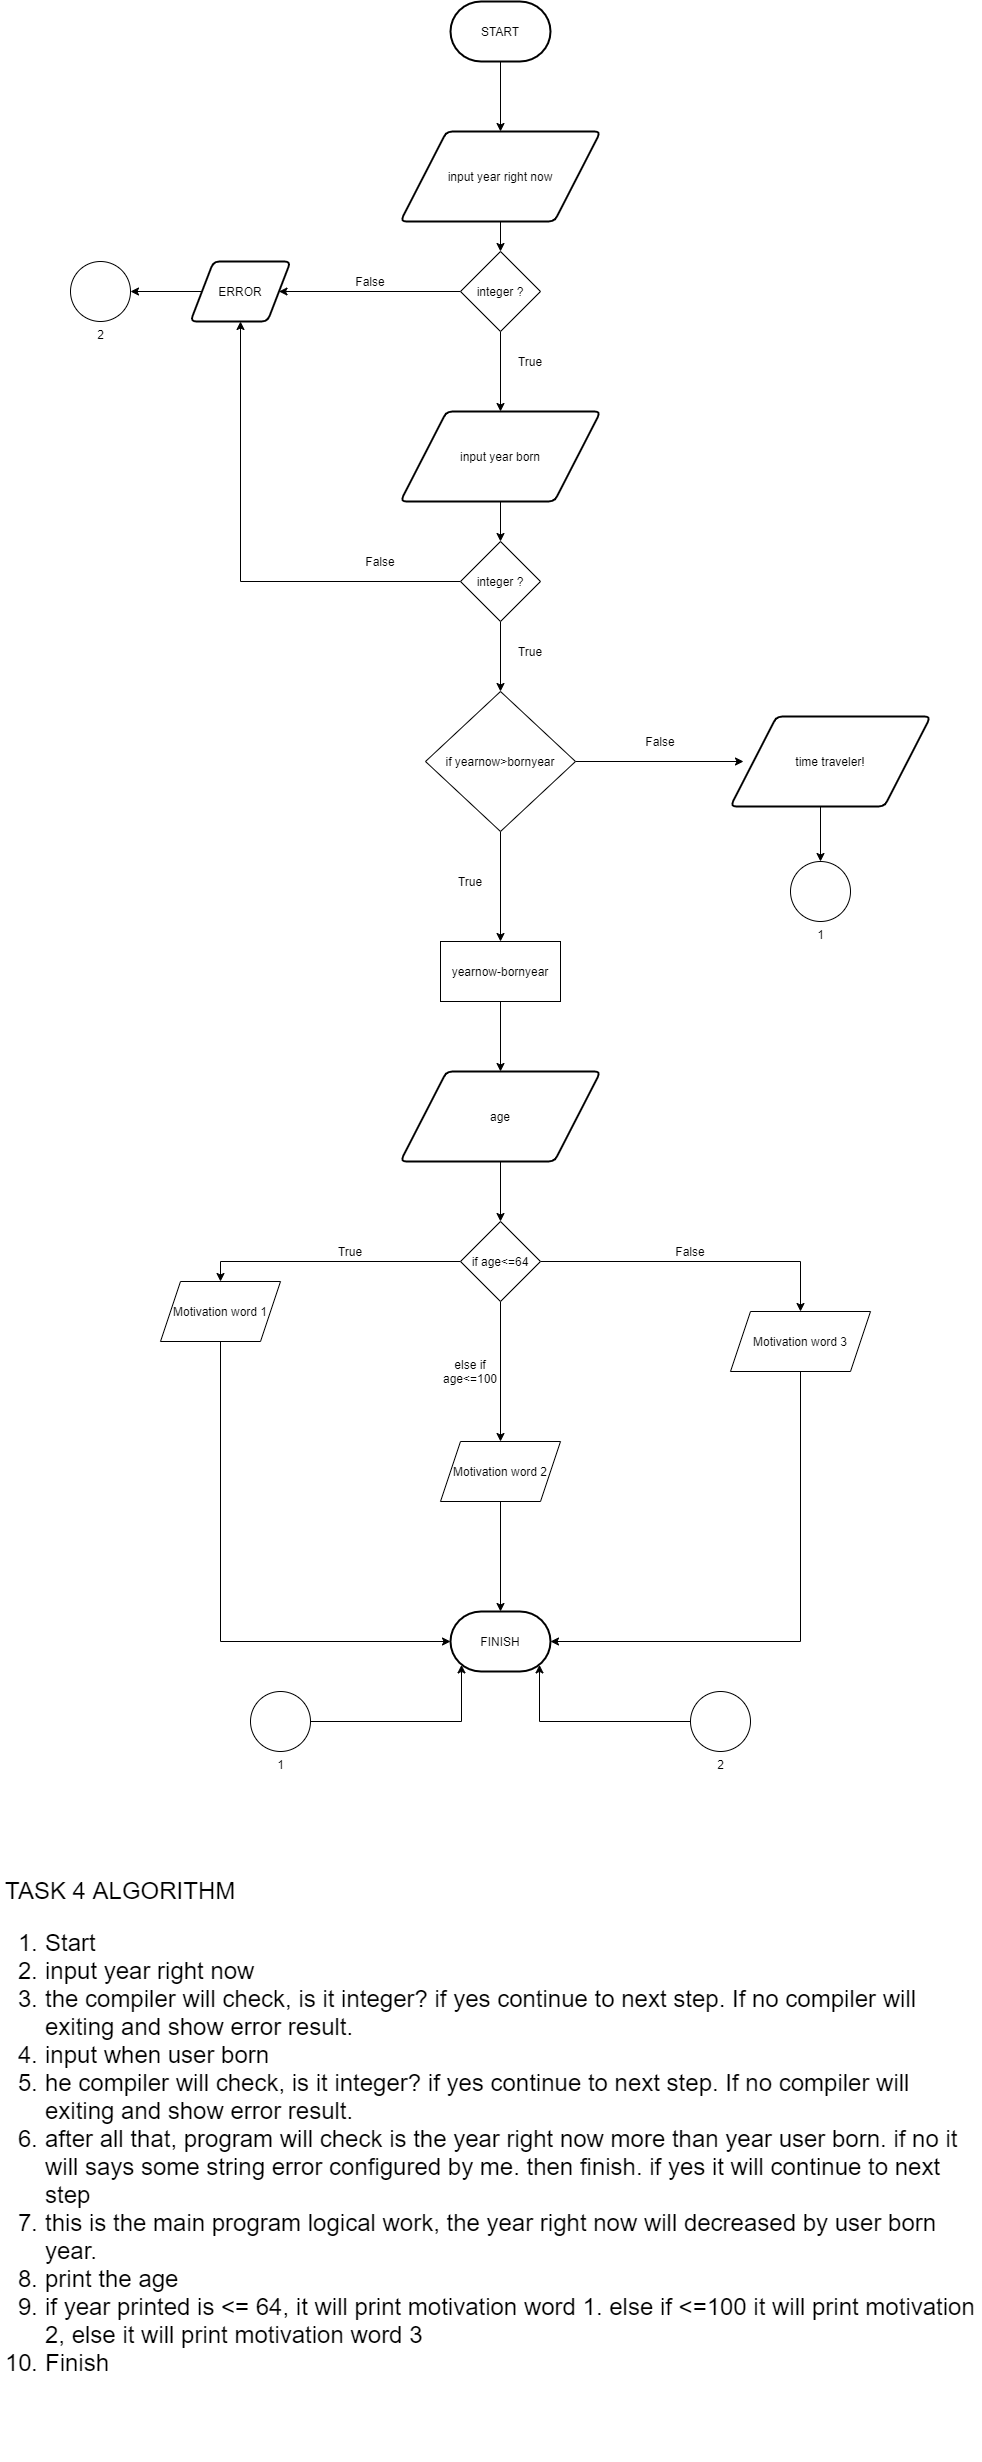 START
input year right now
integer ?
False
ERROR
2
True
input year born
integer ?
False
True
if yearnow>bornyear
False
time traveler!
1
True
yearnow-bornyear
age
if age<=64
True
False
Motivation word 1
Motivation word 3
else if
age<=100
Motivation word 2
FINISH
1
2
TASK 4 ALGORITHM
1. Start
2. input year right now
3. the compiler will check, is it integer? if yes continue to next step. If no compiler will
exiting and show error result.
4. input when user born
5. he compiler will check, is it integer? if yes continue to next step. If no compiler will
exiting and show error result.
6. after all that, program will check is the year right now more than year user born. if no it
will says some string error configured by me. then finish. if yes it will continue to next
step
7. this is the main program logical work, the year right now will decreased by user born
year.
8. print the age
9. if year printed is <= 64, it will print motivation word 1. else if <=100 it will print motivation
2, else it will print motivation word 3
10. Finish